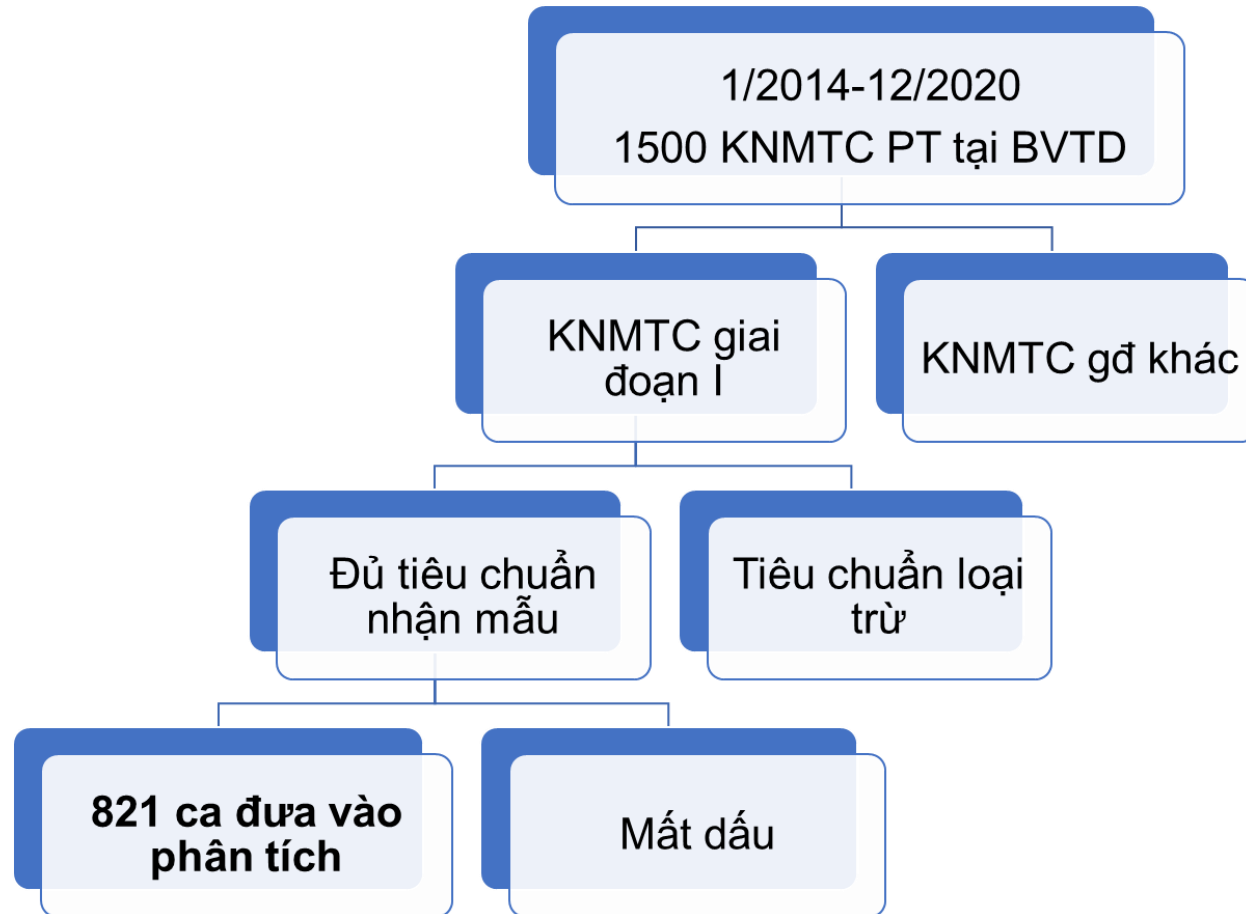 1/2014-12/2020
1500 KNMTC PT tại BVTD
KNMTC giai
đoạn I
KNMTC gđ khác
Đủ tiêu chuẩn
nhận mẫu
Tiêu chuẩn loại
trừ
821 ca đưa vào
phân tích
Mất dấu